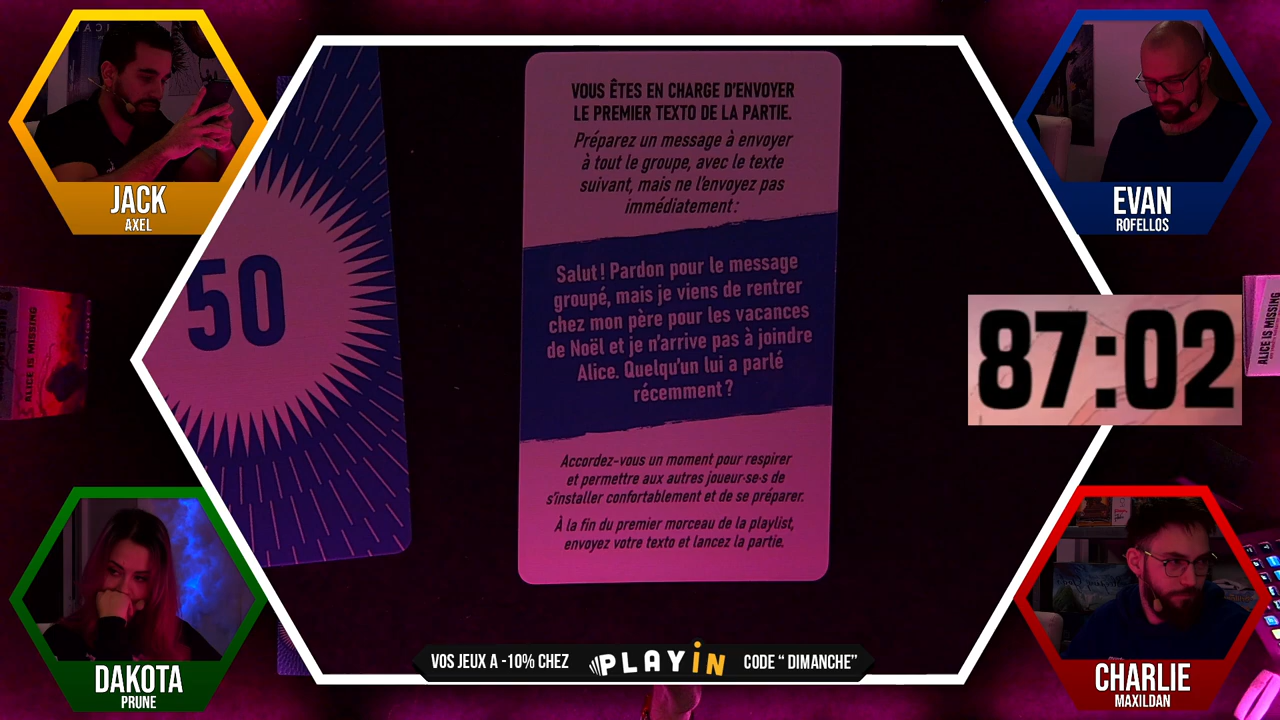 JACK
AXEL
EVAN
ROFELLOS
50
VOUS ÊTES EN CHARGE D'ENVOYER
LE PREMIER TEXTO DE LA PARTIE.
Préparez un message à envoyer
à tout le groupe, avec le texte
suivant, mais ne l'envoyez pas
immédiatement :
Salut ! Pardon pour le message
groupé, mais je viens de rentrer
chez mon père pour les vacances
de Noël et je n'arrive pas à joindre
Alice. Quelqu'un lui a parlé
récemment ?
Accordez-vous un moment pour respirer
et permettre aux autres joueur·se·s de
s'installer confortablement et de se préparer.
À la fin du premier morceau de la playlist,
envoyez votre texto et lancez la partie.
87:02
ALICE IS MISSING
ALICE IS MISSING
DAKOTA
PRUNE
CHARLIE
MAXILDAN
VOS JEUX A -10% CHEZ PLAYIN CODE “ DIMANCHE”